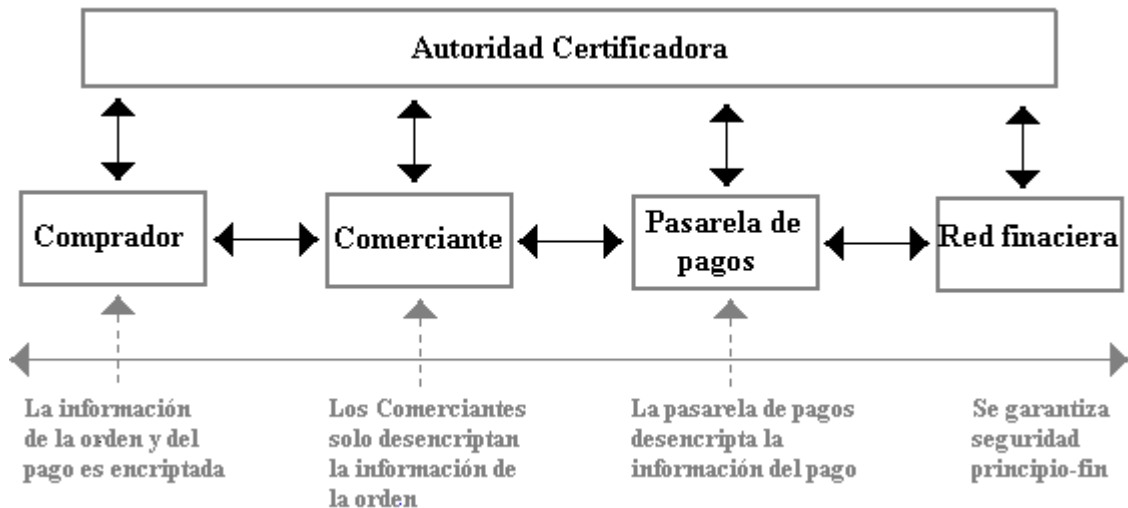 Autoridad Certificadora
Comprador
Comerciante
Pasarela de
pagos
Red finaciera
La información
de la orden y del
pago es encriptada
Los Comerciantes
solo desencriptan
la información de
la orden
La pasarela de pagos
desencripta la
información del pago
Se garantiza
seguridad
principio-fin